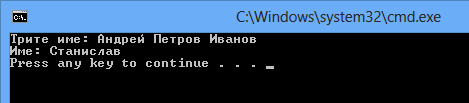 C:\Windows\system32\cmd.exe
Трите име: Андрей Петров Иванов
Име: Станислав
Press any key to continue . . .